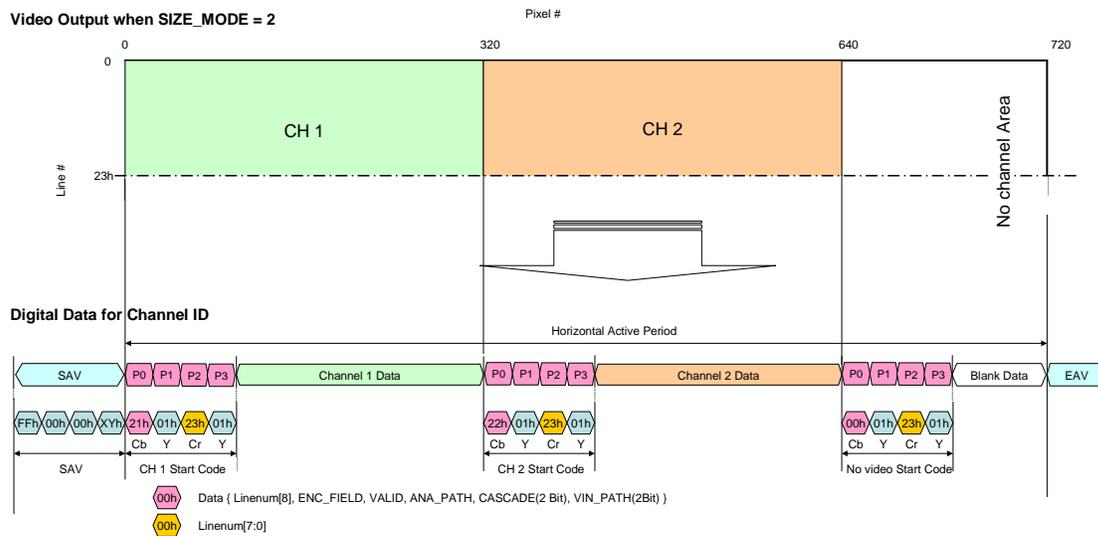 Video Output when SIZE_MODE = 2
Pixel #
0 320 640 720
0
CH 1 CH 2
No channel Area
Line #
23h
Digital Data for Channel ID
Horizontal Active Period
SAV P0 P1 P2 P3 Channel 1 Data P0 P1 P2 P3 Channel 2 Data P0 P1 P2 P3 Blank Data EAV
FFh 00h 00h XYh 21h 01h 23h 01h 22h 01h 23h 01h 00h 01h 23h 01h
Cb Y Cr Y Cb Y Cr Y Cb Y Cr Y
SAV CH 1 Start Code CH 2 Start Code No video Start Code
00h Data { Linenum[8], ENC_FIELD, VALID, ANA_PATH, CASCADE(2 Bit), VIN_PATH(2Bit) }
00h Linenum[7:0]